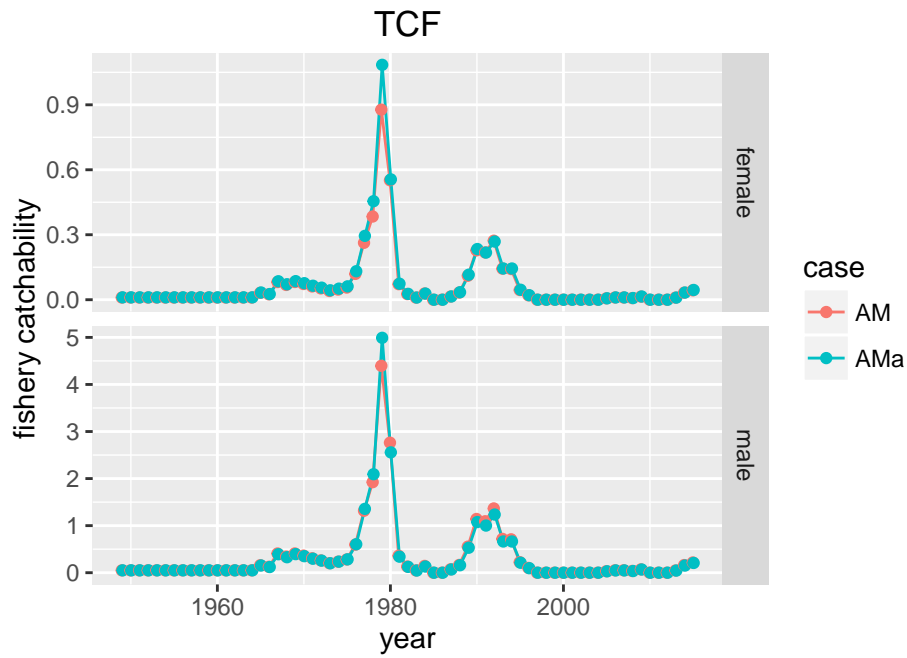 TCF
fishery catchability
0.9
0.6
0.3
0.0
female
5
4
3
2
1
0
male
1960 1980 2000
year
case
AM
AMa